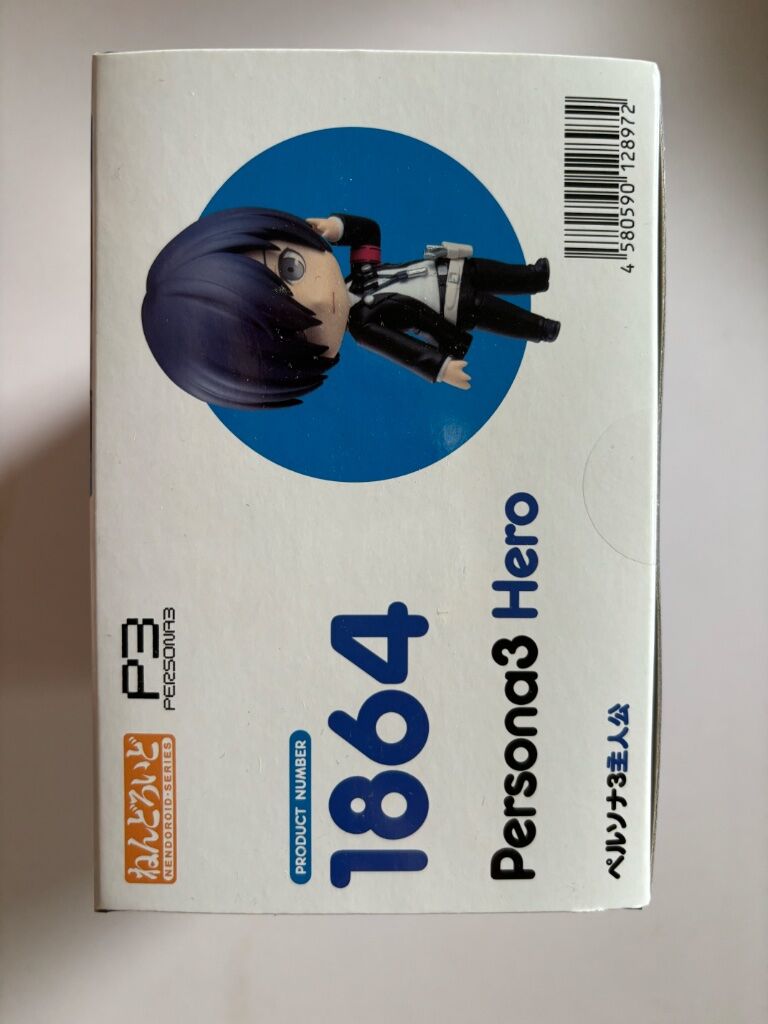 ねんどろいど
NENDOROID·SERIES
P3
PERSONA3
PRODUCT NUMBER
1864
Persona3 Hero
ペルソナ3主人公
4 580590 128972